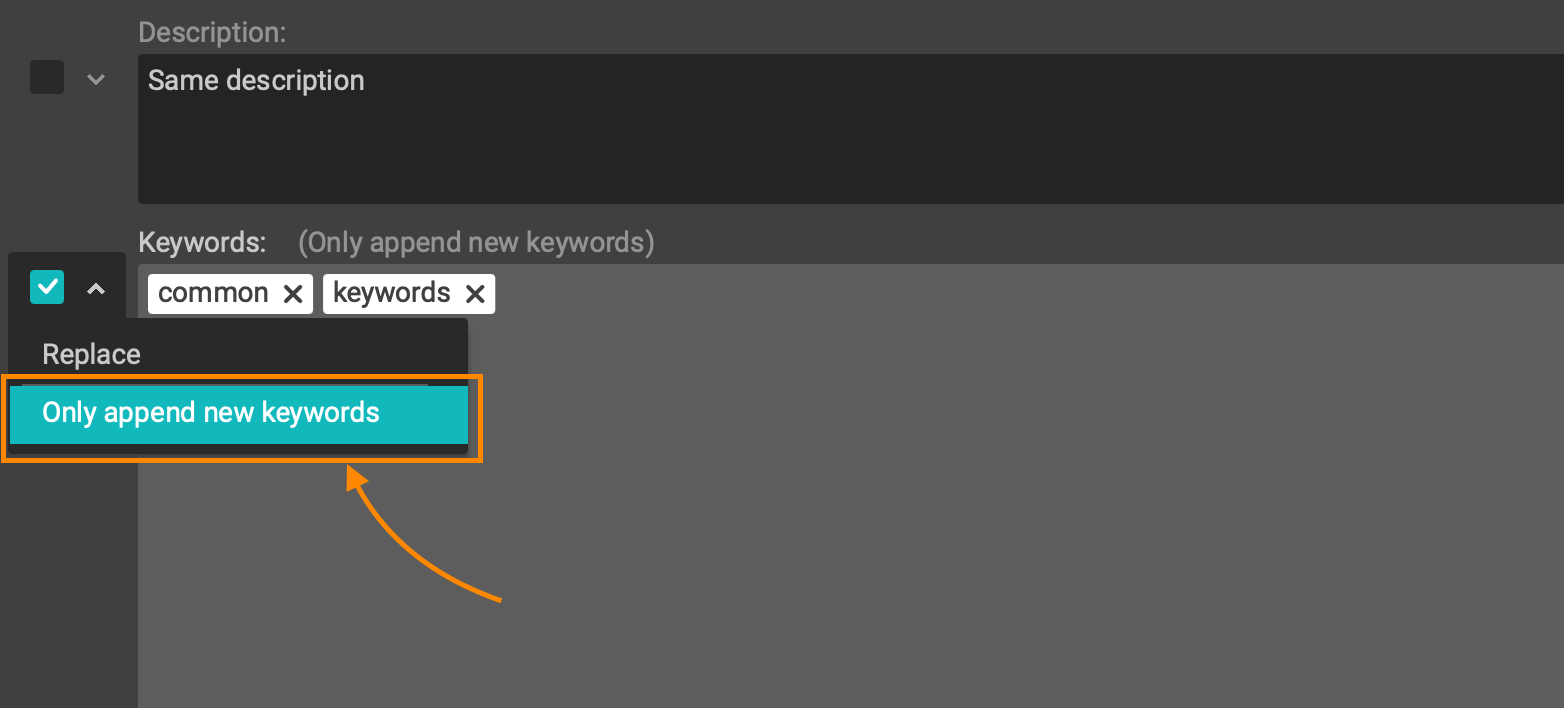 Description:
Same description
Keywords: (Only append new keywords)
common keywords
Replace
Only append new keywords